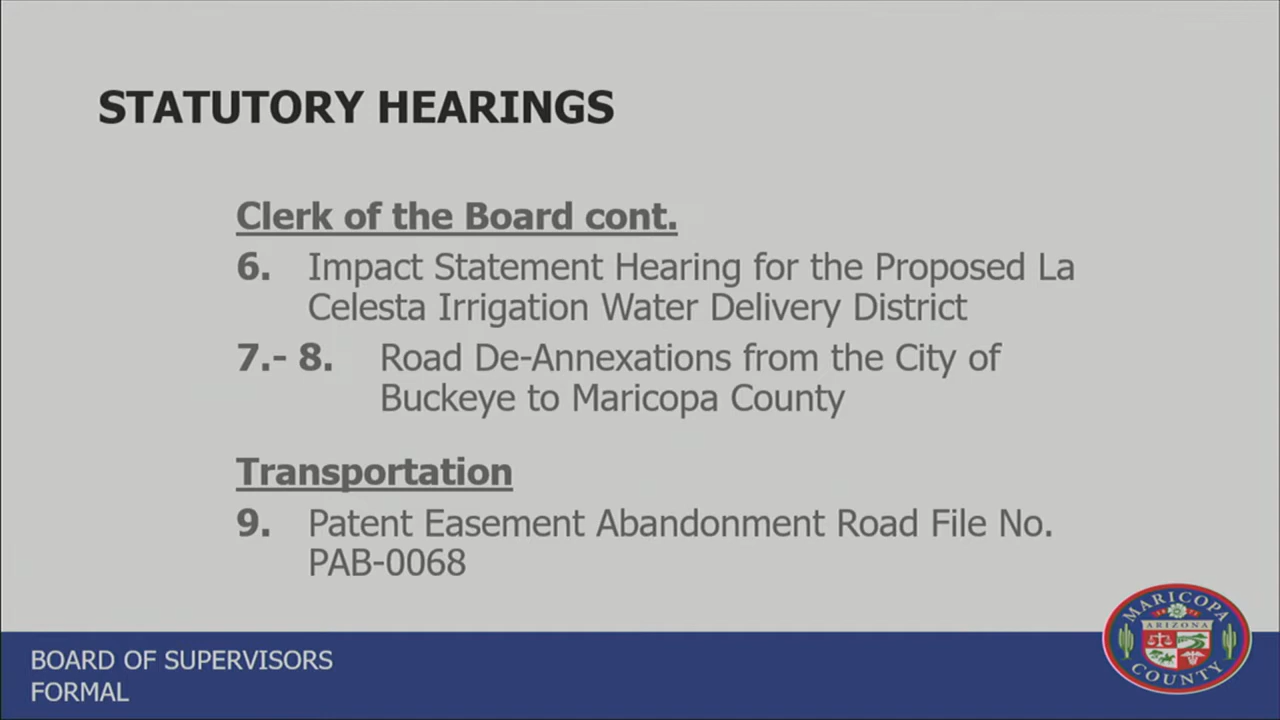 STATUTORY HEARINGS
Clerk of the Board cont.
6. Impact Statement Hearing for the Proposed La
Celesta Irrigation Water Delivery District
7.- 8. Road De-Annexations from the City of
Buckeye to Maricopa County
Transportation
9. Patent Easement Abandonment Road File No.
PAB-0068
BOARD OF SUPERVISORS
FORMAL
MARICOPA
ARIZONA
COUNTY